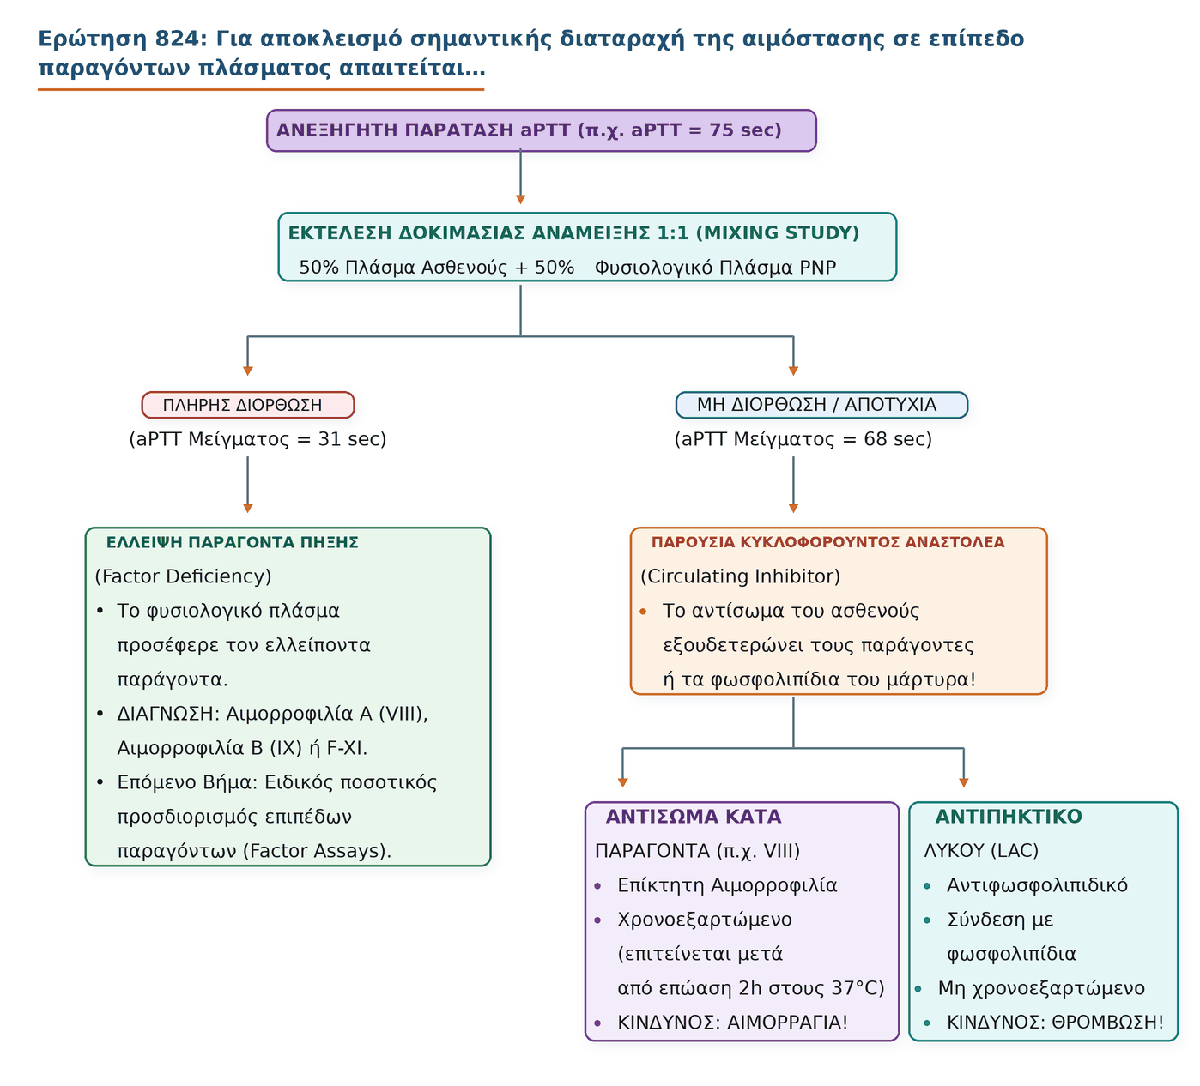 Ερώτηση 824: Για αποκλεισμό σημαντικής διαταραχή της αιμόστασης σε επίπεδο
παραγόντων πλάσματος απαιτείται...
ΑΝΕΞΗΓΗΤΗ ΠΑΡΑΤΑΣΗ aPTT (π.χ. aPTT = 75 sec)
ΕΚΤΕΛΕΣΗ ΔΟΚΙΜΑΣΙΑΣ ΑΝΑΜΕΙΞΗΣ 1:1 (MIXING STUDY)
50% Πλάσμα Ασθενούς + 50% Φυσιολογικό Πλάσμα PNP
ΠΛΗΡΗΣ ΔΙΟΡΘΩΣΗ
(aPTT Μείγματος = 31 sec)
ΜΗ ΔΙΟΡΘΩΣΗ / ΑΠΟΤΥΧΙΑ
(aPTT Μείγματος = 68 sec)
ΕΛΛΕΙΨΗ ΠΑΡΑΓΟΝΤΑ ΠΗΞΗΣ
(Factor Deficiency)
• Το φυσιολογικό πλάσμα
προσέφερε τον ελλείποντα
παράγοντα.
• ΔΙΑΓΝΩΣΗ: Αιμορροφιλία Α (VIII),
Αιμορροφιλία Β (IX) ή F-XI.
• Επόμενο Βήμα: Ειδικός ποσοτικός
προσδιορισμός επιπέδων
παραγόντων (Factor Assays).
ΠΑΡΟΥΣΙΑ ΚΥΚΛΟΦΟΡΟΥΝΤΟΣ ΑΝΑΣΤΟΛΕΑ
(Circulating Inhibitor)
• Το αντίσωμα του ασθενούς
εξουδετερώνει τους παράγοντες
ή τα φωσφολιπίδια του μάρτυρα!
ΑΝΤΙΣΩΜΑ ΚΑΤΑ
ΠΑΡΑΓΟΝΤΑ (π.χ. VIII)
• Επίκτητη Αιμορροφιλία
• Χρονοεξαρτώμενο
(επιτείνεται μετά
από επώαση 2h στους 37°C)
• ΚΙΝΔΥΝΟΣ: ΑΙΜΟΡΡΑΓΙΑ!
ΑΝΤΙΠΗΚΤΙΚΟ
ΛΥΚΟΥ (LAC)
• Αντιφωσφολιπιδικό
• Σύνδεση με
φωσφολιπίδια
• Μη χρονοεξαρτώμενο
• ΚΙΝΔΥΝΟΣ: ΘΡΟΜΒΩΣΗ!